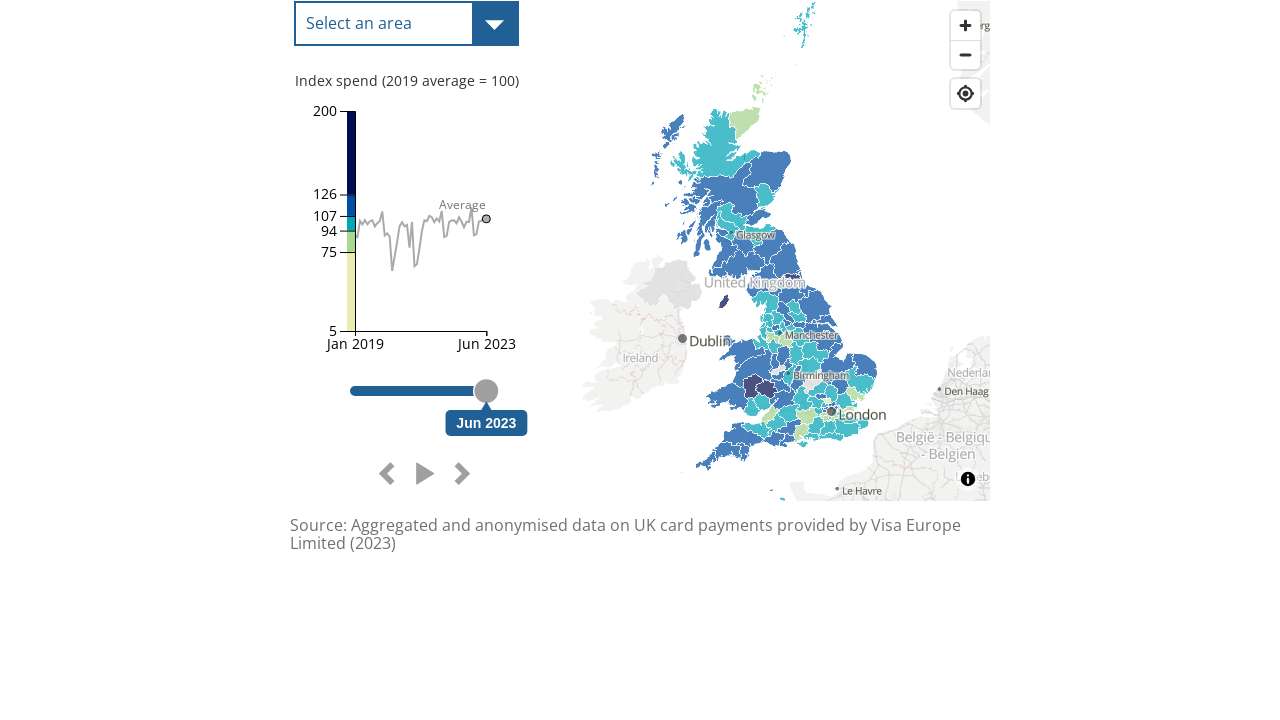 Select an area
Index spend (2019 average = 100)
200
126
107
94
75
5
Average
Jan 2019
Jun 2023
Jun 2023
Glasgow
United Kingdom
Dublin
Ireland
Manchester
Birmingham
London
Den Haag
België - Belgiqu
- Belgien
Le Havre
Source: Aggregated and anonymised data on UK card payments provided by Visa Europe
Limited (2023)